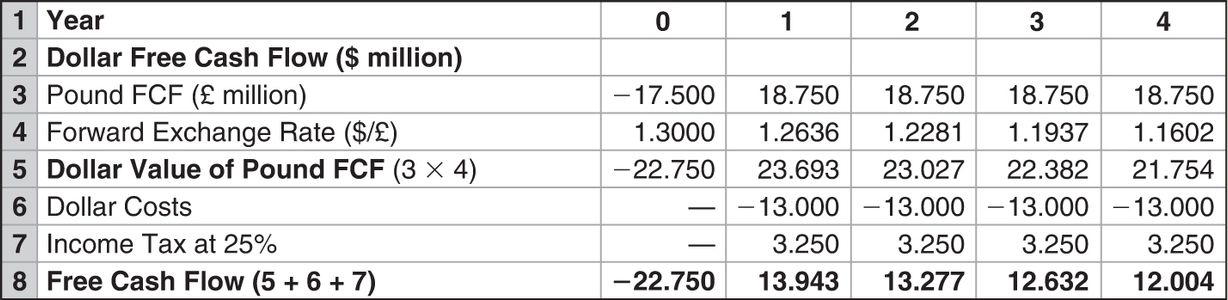 1 Year 0 1 2 3 4
2 Dollar Free Cash Flow ($ million)
3 Pound FCF (£ million) −17.500 18.750 18.750 18.750 18.750
4 Forward Exchange Rate ($/£) 1.3000 1.2636 1.2281 1.1937 1.1602
5 Dollar Value of Pound FCF (3 × 4) −22.750 23.693 23.027 22.382 21.754
6 Dollar Costs — −13.000 −13.000 −13.000 −13.000
7 Income Tax at 25% — 3.250 3.250 3.250 3.250
8 Free Cash Flow (5 + 6 + 7) −22.750 13.943 13.277 12.632 12.004